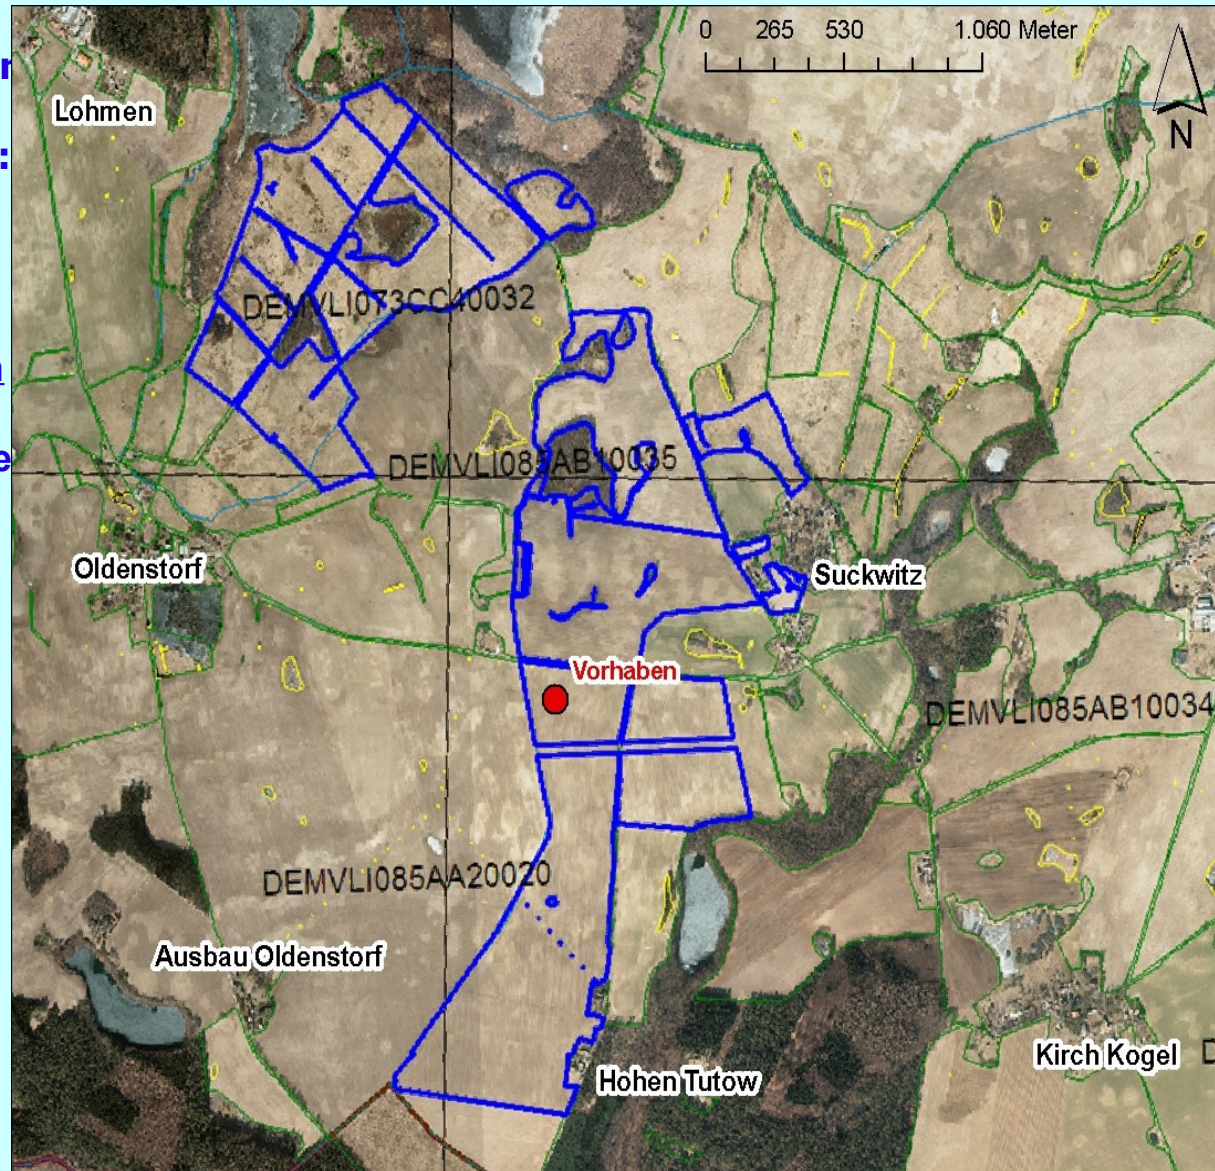 0 265 530 1.060 Meter
Lohmen
N
DEMVLI073CC40032
DEMVLI085AB10035
Oldenstorf
Suckwitz
Vorhaben
DEMVLI085AB10034
DEMVLI085AA20020
Ausbau Oldenstorf
Kirch Kogel
Hohen Tutow